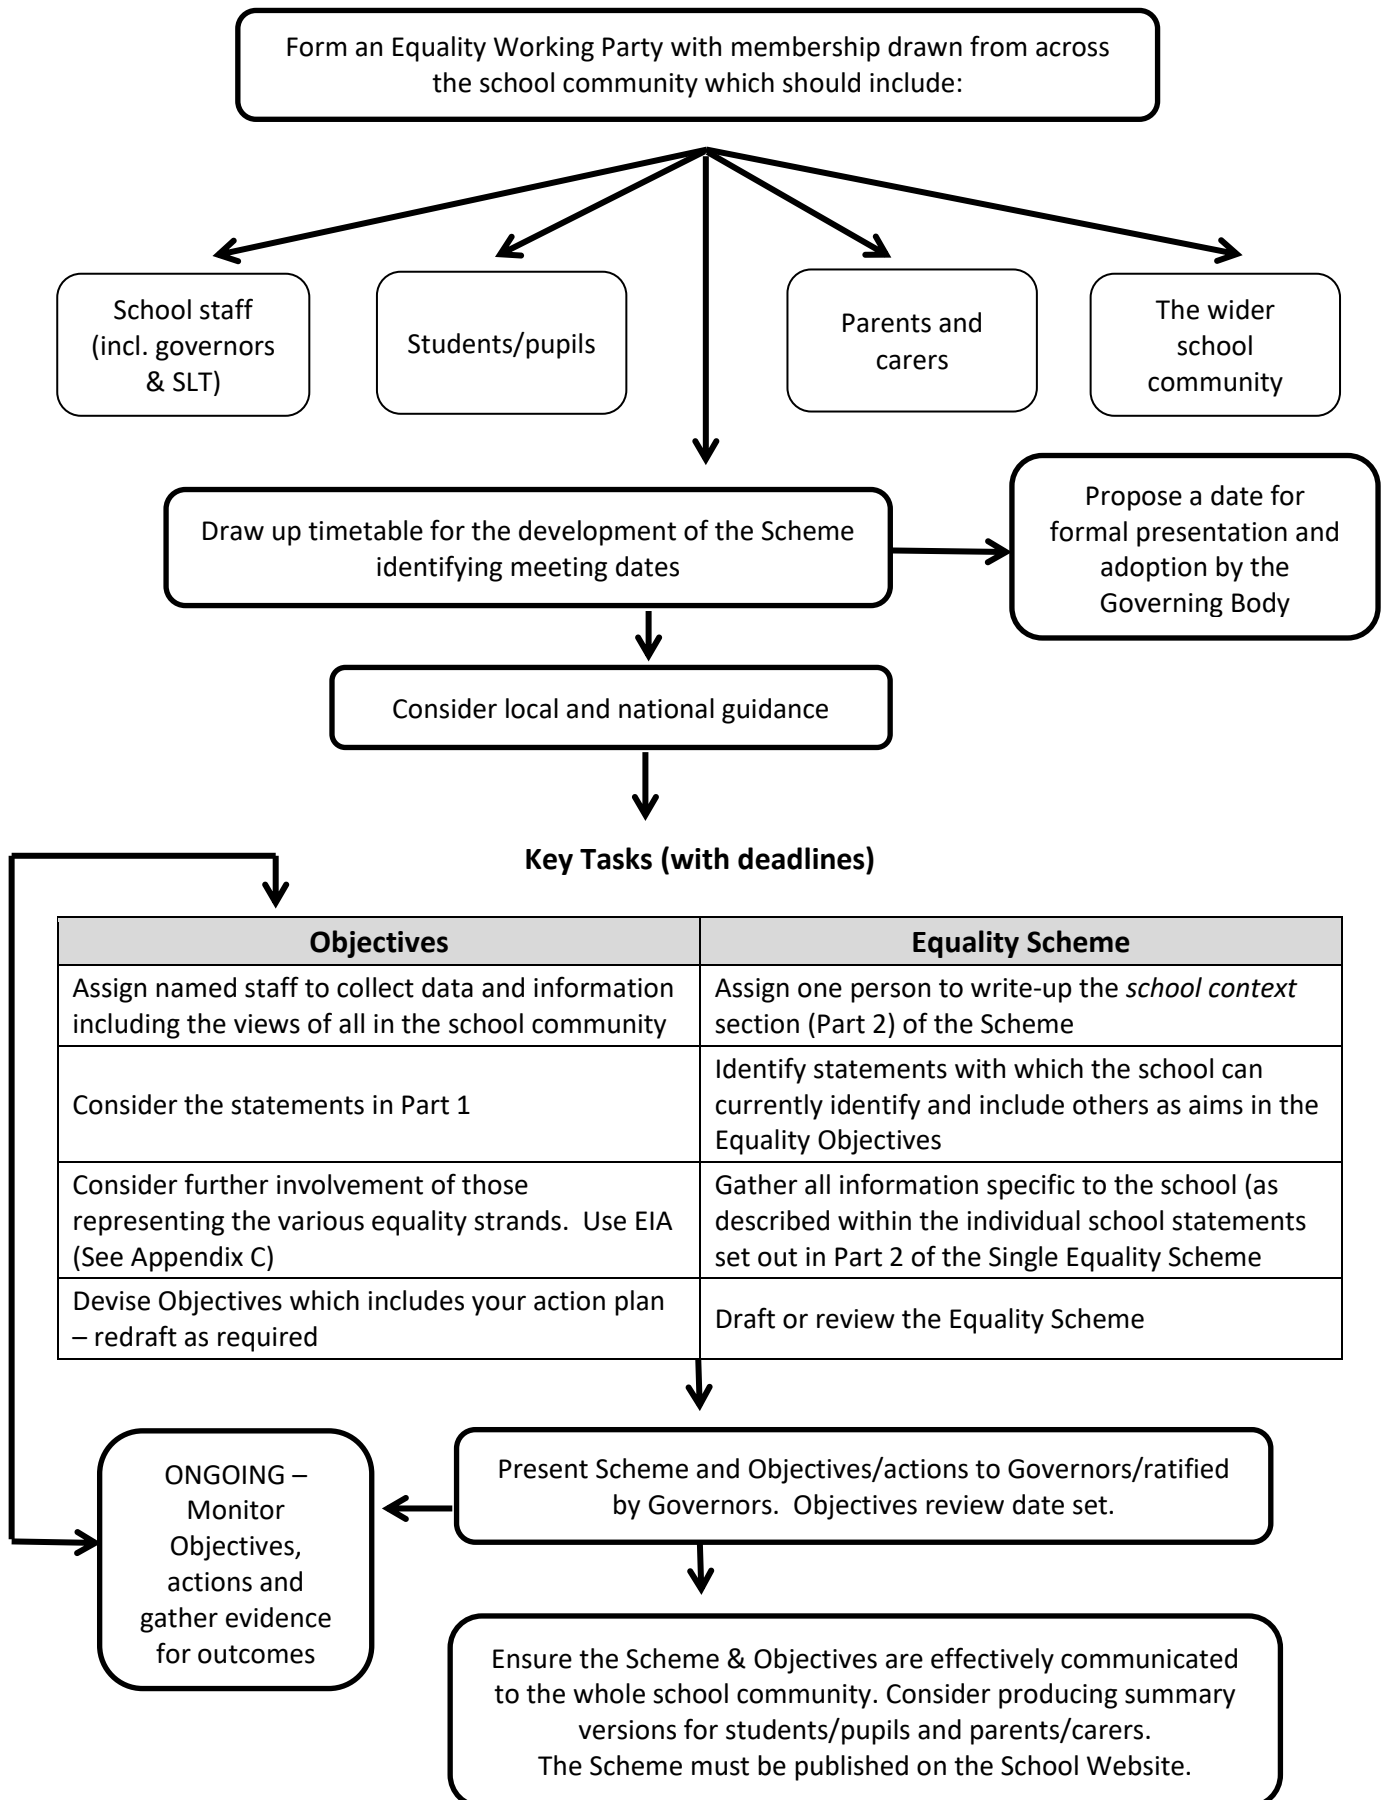 Form an Equality Working Party with membership drawn from across
the school community which should include:
School staff
(incl. governors
& SLT)
Students/pupils
Parents and
carers
The wider
school
community
Draw up timetable for the development of the Scheme
identifying meeting dates
Propose a date for
formal presentation and
adoption by the
Governing Body
Consider local and national guidance
Key Tasks (with deadlines)
Objectives
Equality Scheme
Assign named staff to collect data and information
including the views of all in the school community
Assign one person to write-up the school context
section (Part 2) of the Scheme
Consider the statements in Part 1
Identify statements with which the school can
currently identify and include others as aims in the
Equality Objectives
Consider further involvement of those
representing the various equality strands.  Use EIA
(See Appendix C)
Gather all information specific to the school (as
described within the individual school statements
set out in Part 2 of the Single Equality Scheme
Devise Objectives which includes your action plan
– redraft as required
Draft or review the Equality Scheme
ONGOING –
Monitor
Objectives,
actions and
gather evidence
for outcomes
Present Scheme and Objectives/actions to Governors/ratified
by Governors.  Objectives review date set.
Ensure the Scheme & Objectives are effectively communicated
to the whole school community. Consider producing summary
versions for students/pupils and parents/carers.
The Scheme must be published on the School Website.